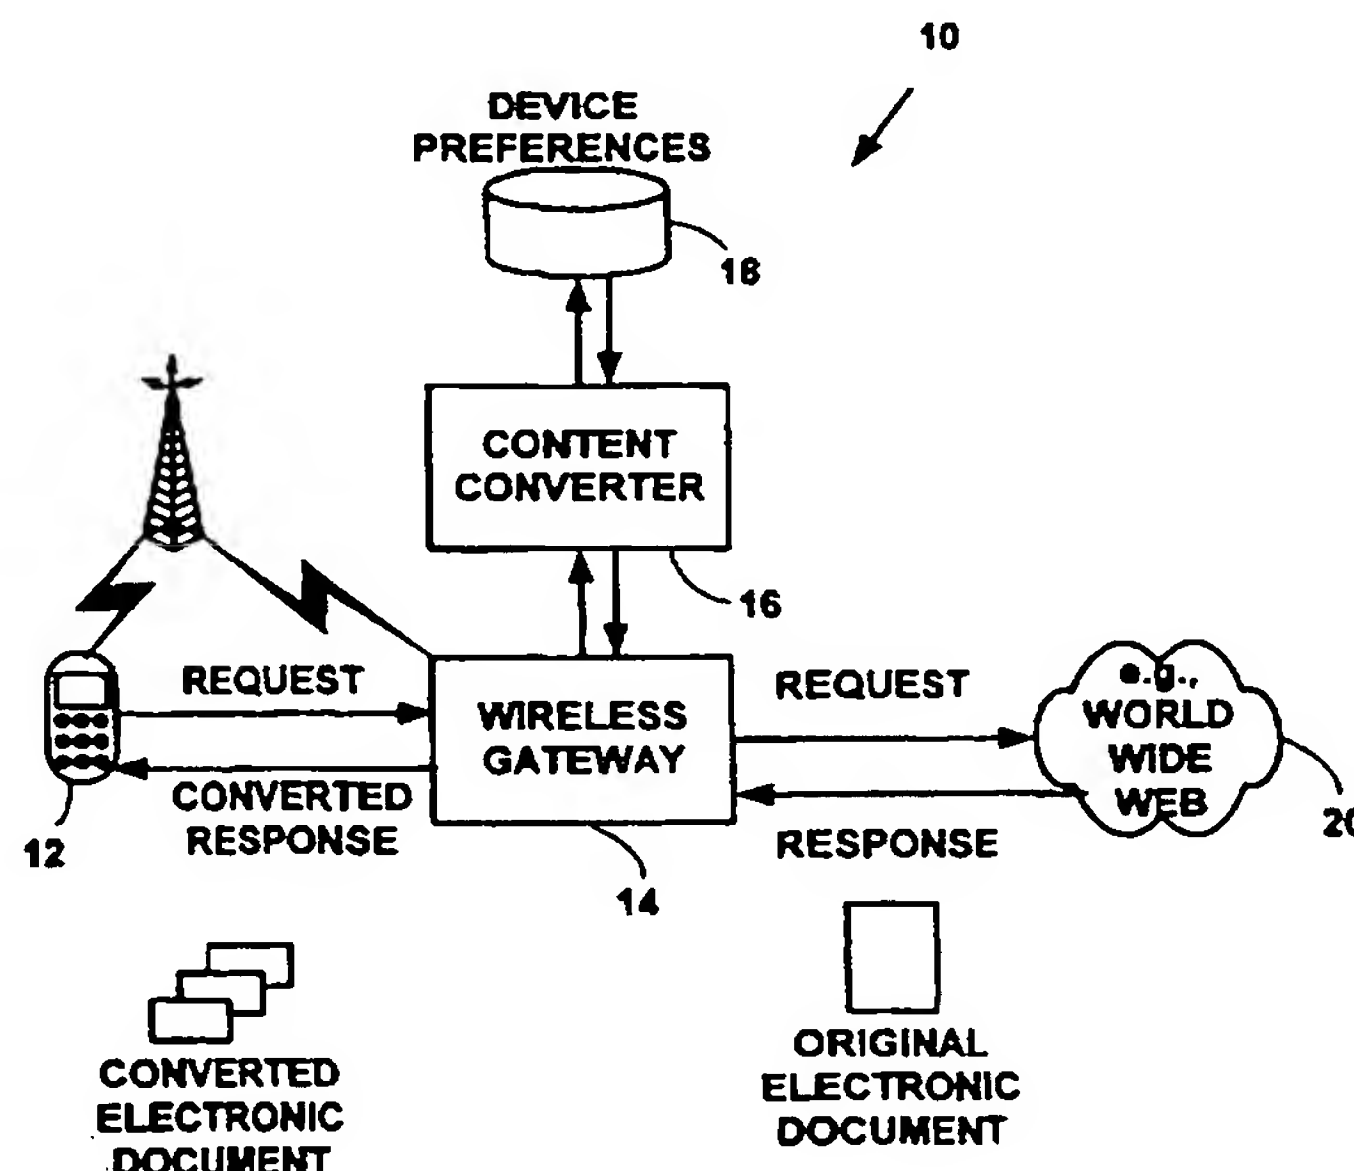 10
DEVICE
PREFERENCES
18
CONTENT
CONVERTER
16
REQUEST
WIRELESS
GATEWAY
REQUEST
e.g.,
WORLD
WIDE
WEB
CONVERTED
RESPONSE
RESPONSE
12
14
20
CONVERTED
ELECTRONIC
DOCUMENT
ORIGINAL
ELECTRONIC
DOCUMENT